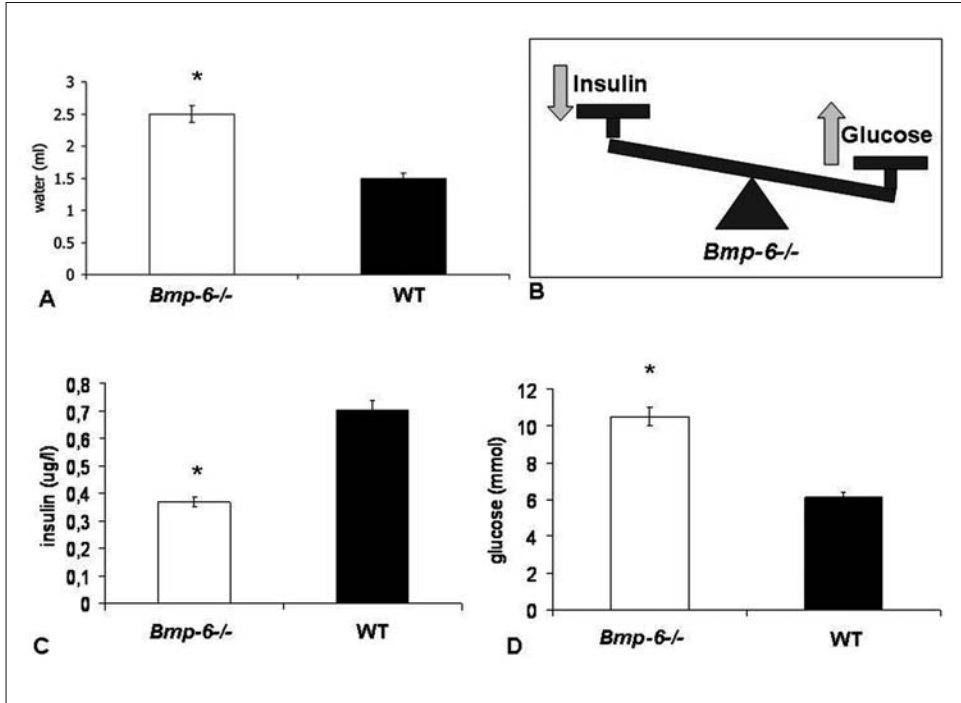 *
3
2.5
2
1.5
1
0.5
0
water (ml)
Bmp-6-/-
WT
A
Insulin
Glucose
Bmp-6-/-
B
0,8
0,7
0,6
0,5
0,4
0,3
0,2
0,1
0
insulin (ug/l)
*
Bmp-6-/-
WT
C
*
12
10
8
6
4
2
0
glucose (mmol)
Bmp-6-/-
WT
D